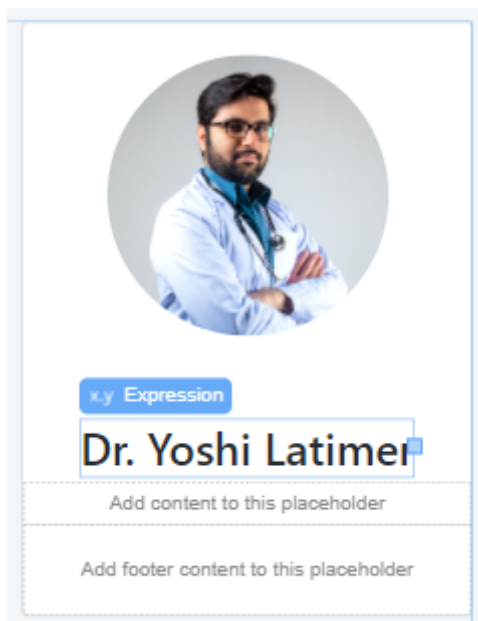 x.y Expression
Dr. Yoshi Latimer
Add content to this placeholder
Add footer content to this placeholder